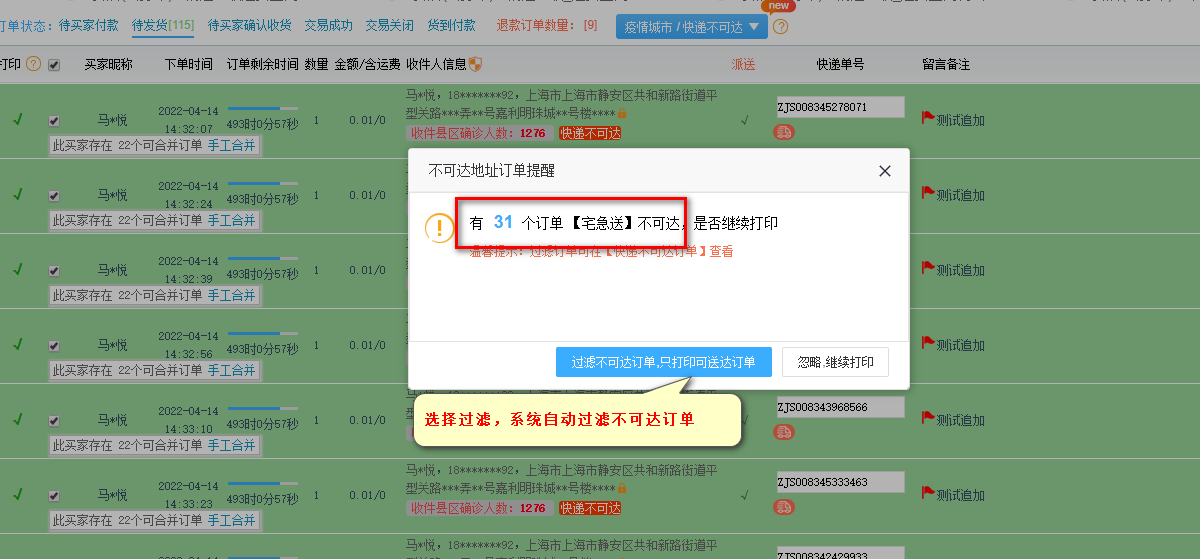 new
订单状态: 待买家付款 待发货[115] 待买家确认收货 交易成功 交易关闭 货到付款 退款订单数量: [9] 疫情城市 / 快递不可达 ▼ ?
打印 ? 买家昵称 下单时间 订单剩余时间 数量 金额/含运费 收件人信息 派送 快递单号 留言备注
马*悦，18*******92，上海市上海市静安区共和新路街道平
型关路***弄**号嘉利明珠城**号楼****
收件县区确诊人数: 1276 快递不可达
马*悦 2022-04-14 14:32:07 493时0分57秒 1 0.01/0 ZJS008345278071 测试追加
此买家存在 22个可合并订单 手工合并
马*悦 2022-04-14 14:32:24 493时0分57秒 1 0.01/0 测试追加
此买家存在 22个可合并订单 手工合并
马*悦 2022-04-14 14:32:39 493时0分57秒 1 0.01/0 测试追加
此买家存在 22个可合并订单 手工合并
马*悦 2022-04-14 14:32:56 493时0分57秒 1 0.01/0 测试追加
此买家存在 22个可合并订单 手工合并
不可达地址订单提醒
有 31 个订单【宅急送】不可达，是否继续打印
温馨提示: 过滤订单可在【快递不可达订单】查看
过滤不可达订单,只打印可送达订单 忽略,继续打印
选择过滤，系统自动过滤不可达订单
马*悦 2022-04-14 14:33:10 493时0分57秒 1 0.01/0 ZJS008343968566 测试追加
此买家存在 22个可合并订单 手工合并
马*悦，18*******92，上海市上海市静安区共和新路街道平
型关路***弄**号嘉利明珠城**号楼****
收件县区确诊人数: 1276 快递不可达
马*悦 2022-04-14 14:33:23 493时0分57秒 1 0.01/0 ZJS008345333463 测试追加
此买家存在 22个可合并订单 手工合并
2022-04-14 马*悦，18*******92，上海市上海市静安区共和新路街道平
ZJS008342429933